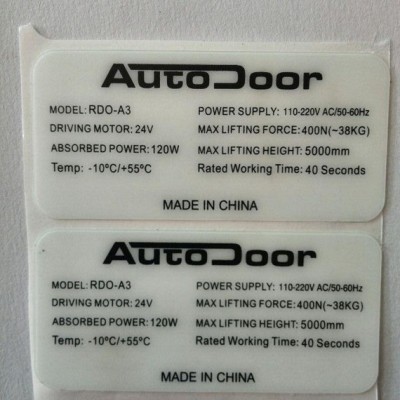 AutoDoor
MODEL: RDO-A3 POWER SUPPLY: 110-220V AC/50-60Hz
DRIVING MOTOR: 24V MAX LIFTING FORCE: 400N(~38KG)
ABSORBED POWER: 120W MAX LIFTING HEIGHT: 5000mm
Temp: -10°C/+55°C Rated Working Time: 40 Seconds
MADE IN CHINA
AutoDoor
MODEL: RDO-A3 POWER SUPPLY: 110-220V AC/50-60Hz
DRIVING MOTOR: 24V MAX LIFTING FORCE: 400N(~38KG)
ABSORBED POWER: 120W MAX LIFTING HEIGHT: 5000mm
Temp: -10°C/+55°C Rated Working Time: 40 Seconds
MADE IN CHINA